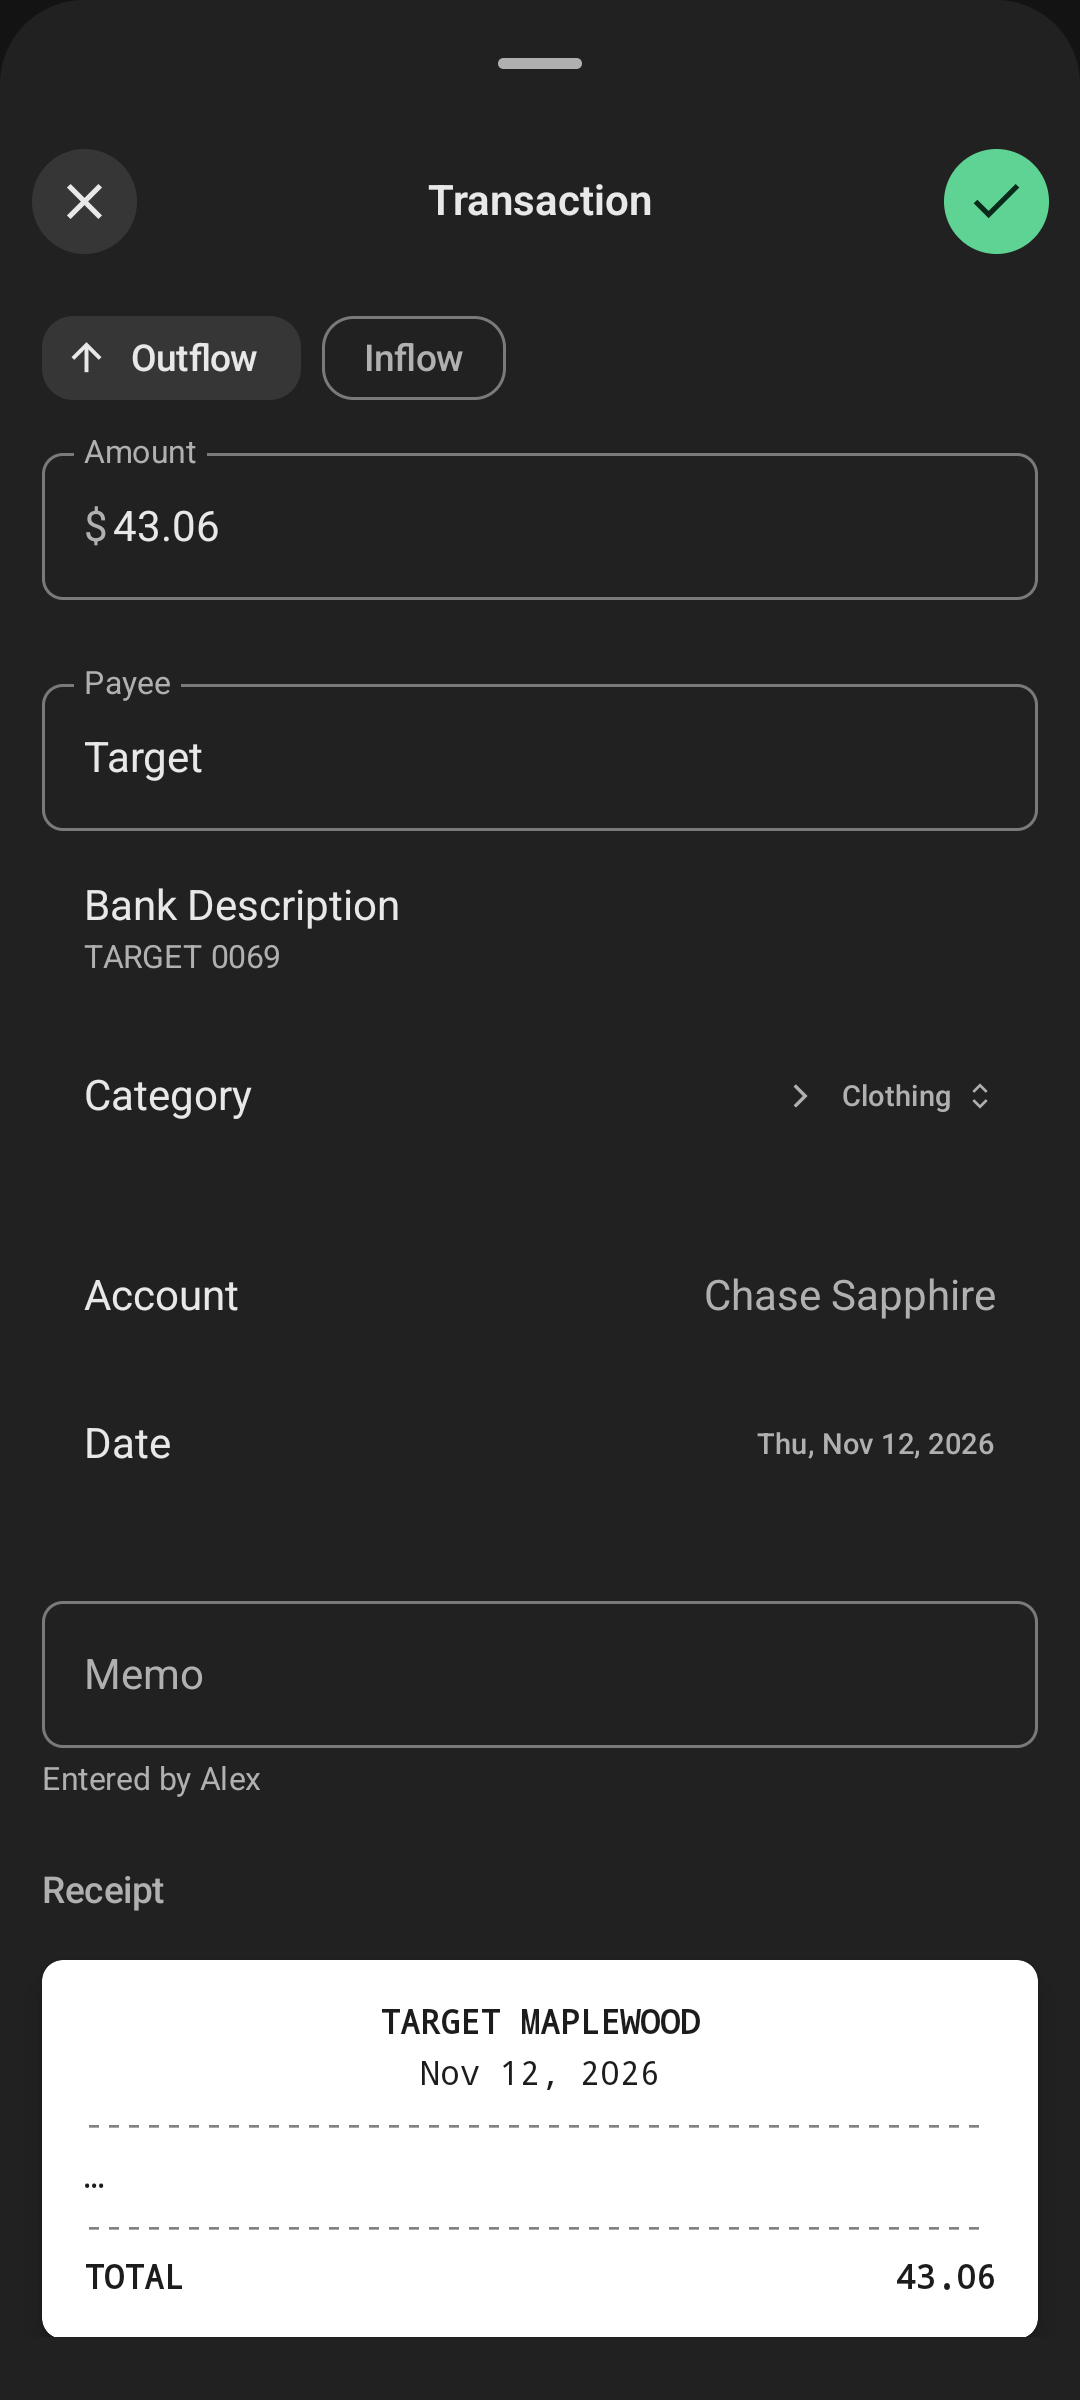 Transaction
Outflow
Inflow
Amount
$43.06
Payee
Target
Bank Description
TARGET 0069
Category
Clothing
Account
Chase Sapphire
Date
Thu, Nov 12, 2026
Memo
Entered by Alex
Receipt
TARGET MAPLEWOOD
Nov 12, 2026
…
TOTAL 43.06